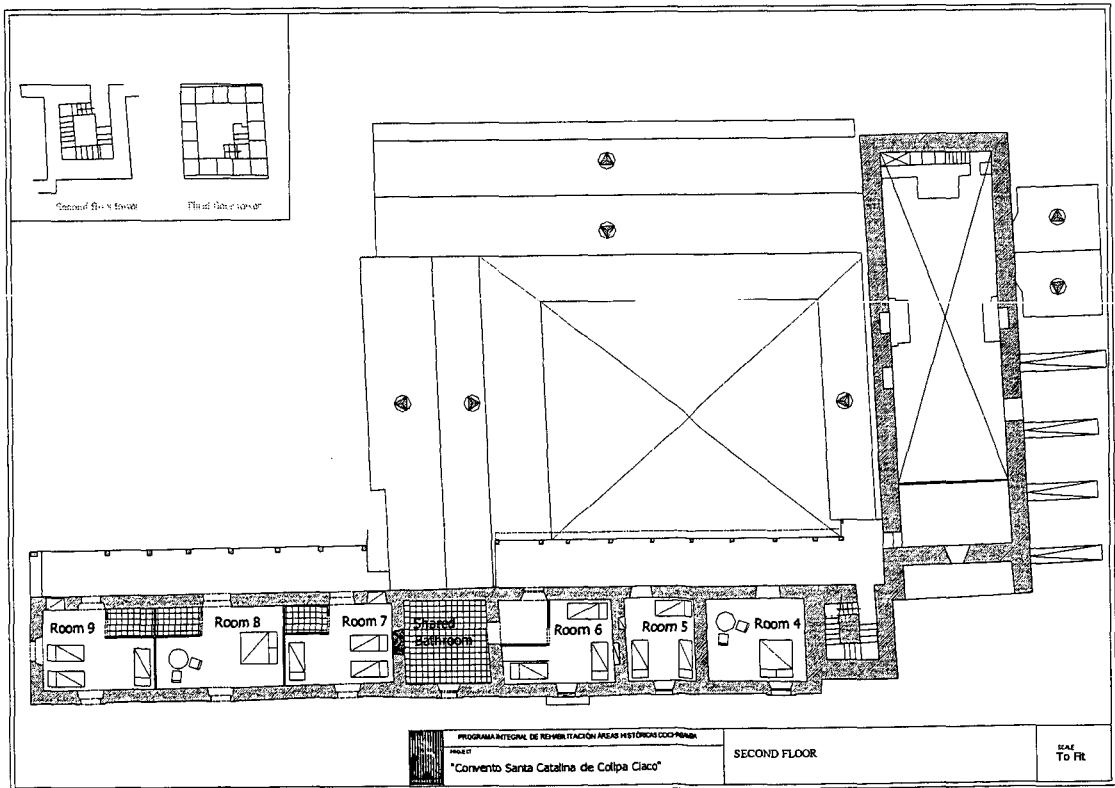 Second floor tower
Third floor tower
Room 9
Room 8
Room 7
Shared
Bathroom
Room 6
Room 5
Room 4
PROGRAMA INTEGRAL DE REHABILITACIÓN ÁREAS HISTÓRICAS COCHABAMBA
PROJECT
"Convento Santa Catalina de Collpa Ciaco"
SECOND FLOOR
SCALE
To Fit